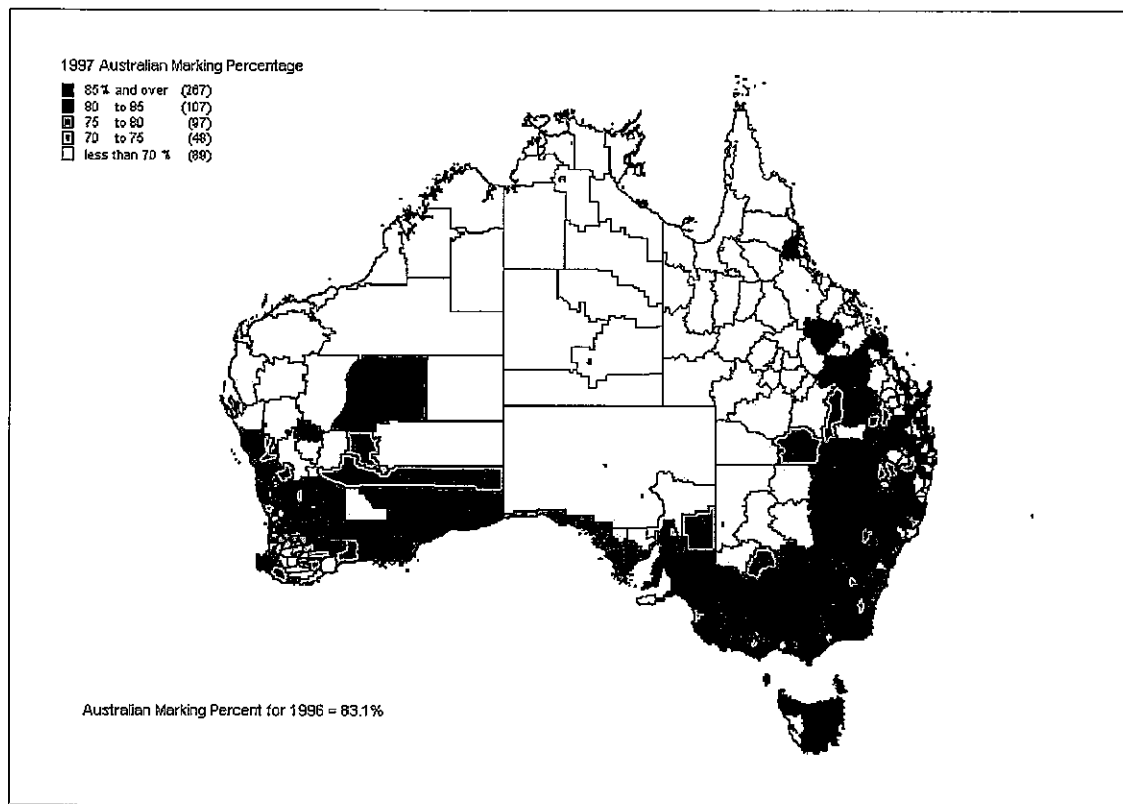 1997 Australian Marking Percentage
85% and over (267)
80 to 85 (107)
75 to 80 (97)
70 to 75 (48)
less than 70 % (89)
Australian Marking Percent for 1996 = 83.1%